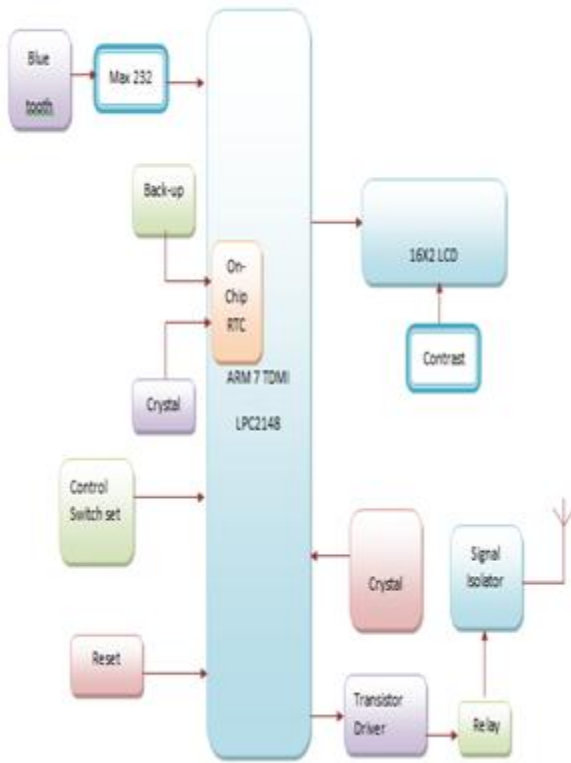 Blue
tooth
Max 232
Back-up
On-
Chip
RTC
16X2 LCD
Contrast
ARM 7 TDMI
LPC2148
Crystal
Control
Switch set
Crystal
Signal
Isolator
Reset
Transistor
Driver
Relay